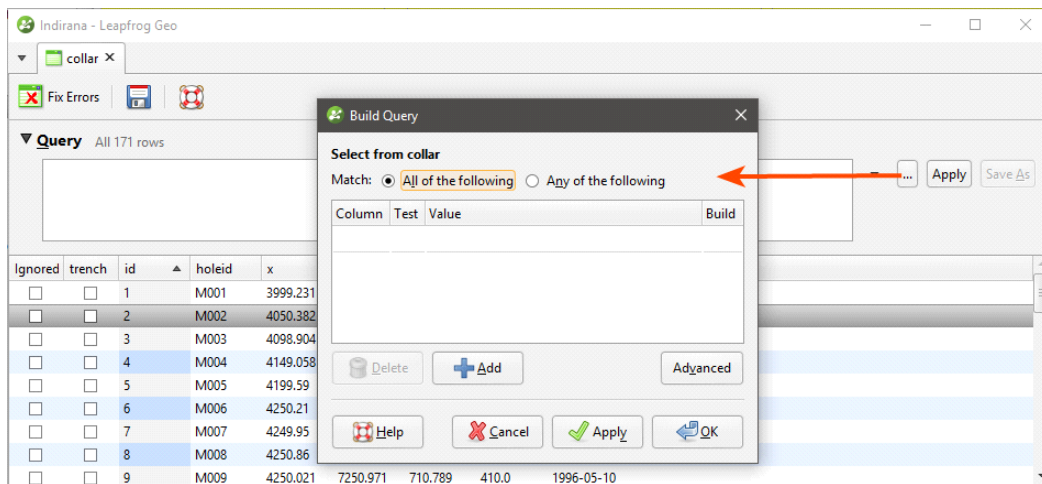 Indirana - Leapfrog Geo
collar
Fix Errors
Query All 171 rows
... Apply Save As
Build Query
Select from collar
Match: All of the following Any of the following
Column Test Value Build
Delete Add Advanced
Help Cancel Apply OK
Ignored trench id holeid x
1 M001 3999.231
2 M002 4050.382
3 M003 4098.904
4 M004 4149.058
5 M005 4199.59
6 M006 4250.21
7 M007 4249.95
8 M008 4250.86
9 M009 4250.021 7250.971 710.789 410.0 1996-05-10